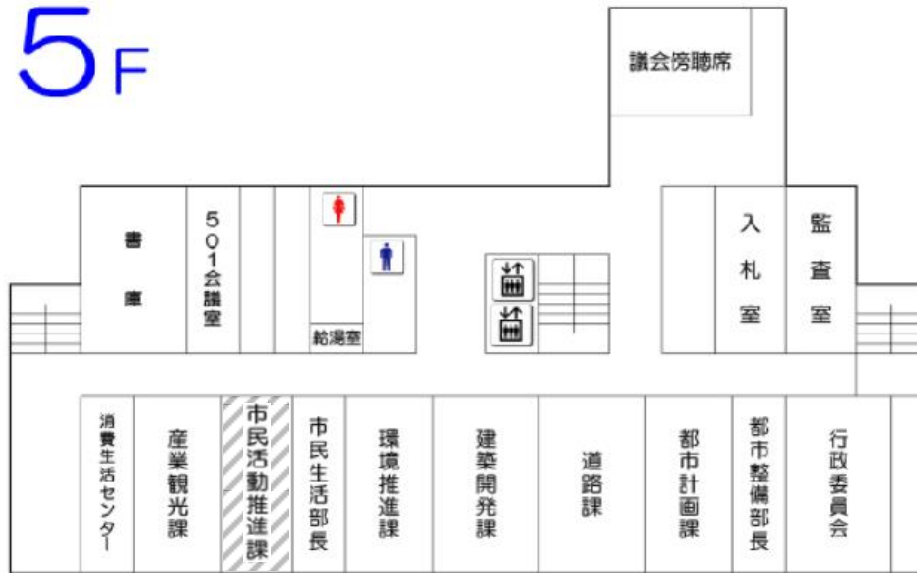 5F
議会傍聴席
書庫
501会議室
給湯室
入札室
監査室
消費生活センター
産業観光課
市民活動推進課
市民生活部長
環境推進課
建築開発課
道路課
都市計画課
都市整備部長
行政委員会